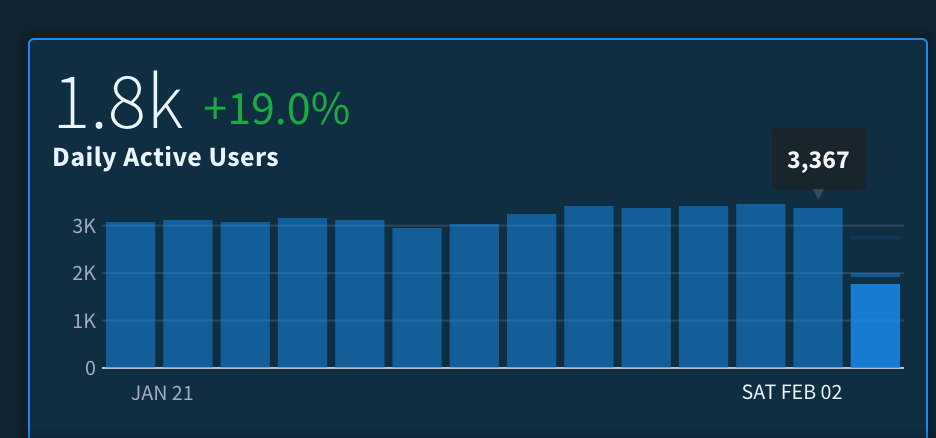 1.8k +19.0%
Daily Active Users
3,367
3K
2K
1K
0
JAN 21 SAT FEB 02